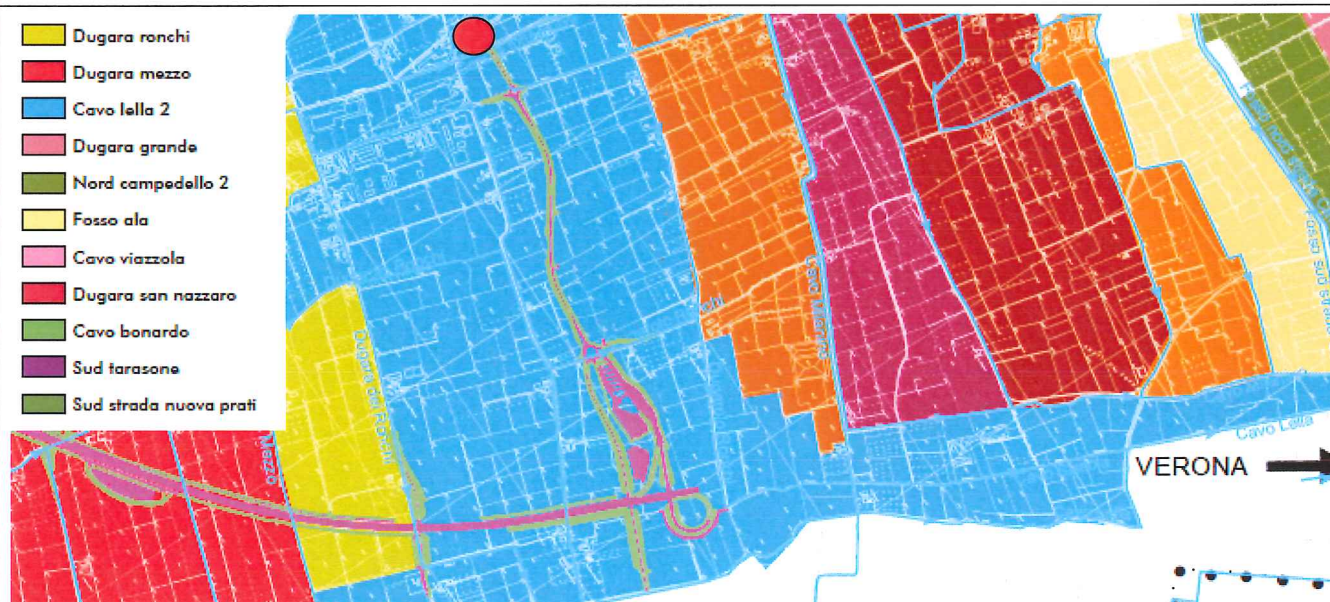 Dugara ronchi
Dugara mezzo
Cavo lella 2
Dugara grande
Nord campedello 2
Fosso ala
Cavo viazzola
Dugara san nazzaro
Cavo bonardo
Sud tarasone
Sud strada nuova prati
Mezzo
Cavo Lella
VERONA